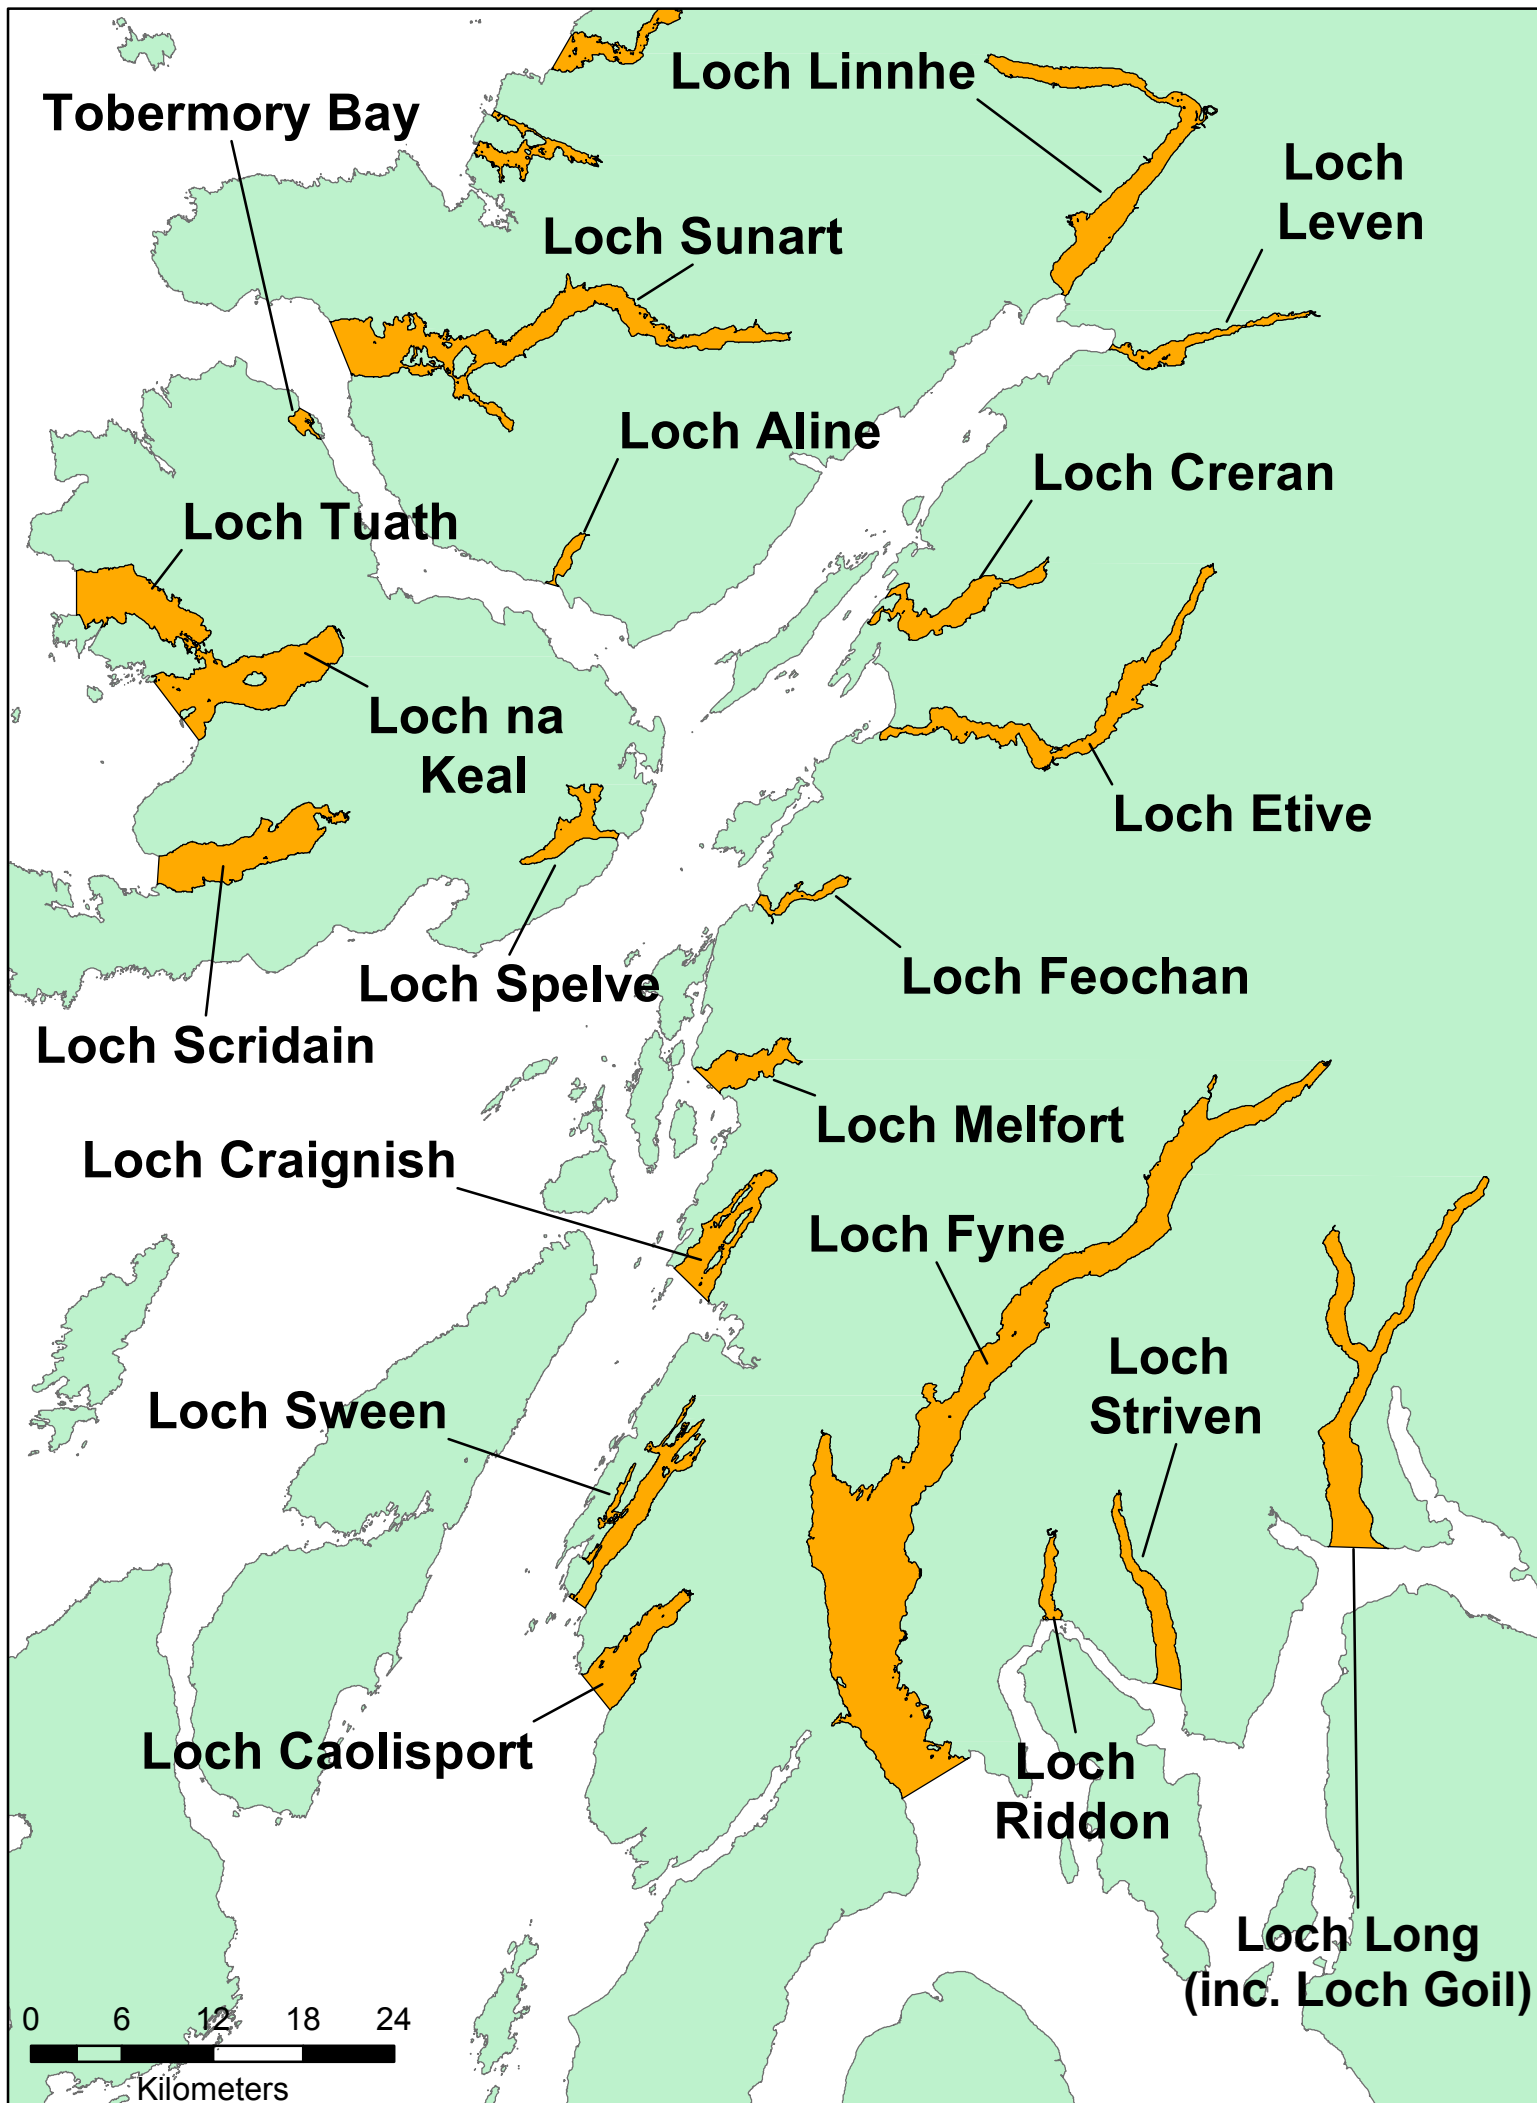 Loch Linnhe
Tobermory Bay
Loch
Leven
Loch Sunart
Loch Aline
Loch Creran
Loch Tuath
Loch na
Keal
Loch Etive
Loch Spelve
Loch Feochan
Loch Scridain
Loch Melfort
Loch Craignish
Loch Fyne
Loch
Striven
Loch Sween
Loch Caolisport
Loch
Riddon
Loch Long
(inc. Loch Goil)
0 6 12 18 24
Kilometers